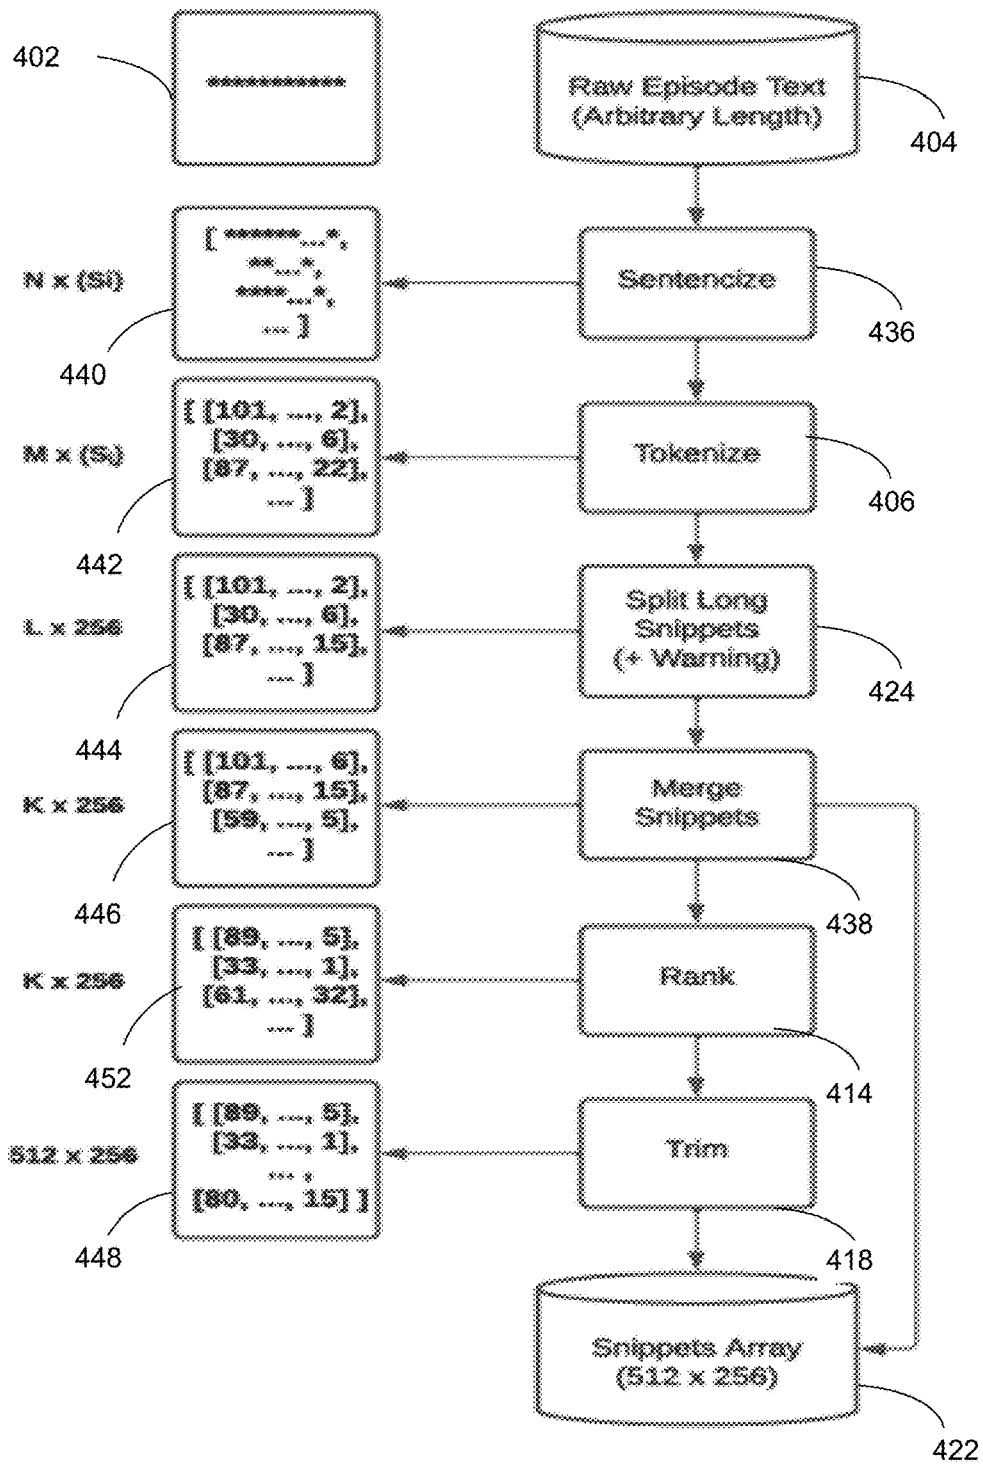 402
***********
Raw Episode Text
(Arbitrary Length)
404
N x (Si)
[ ******...*,
**...*,
****...*,
... ]
440
Sentencize
436
M x (Sᵢ)
[ [101, ..., 2],
[30, ..., 6],
[87, ..., 22],
... ]
442
Tokenize
406
L x 256
[ [101, ..., 2],
[30, ..., 6],
[87, ..., 15],
... ]
444
Split Long
Snippets
(+ Warning)
424
K x 256
[ [101, ..., 6],
[87, ..., 15],
[59, ..., 5],
... ]
446
Merge
Snippets
438
K x 256
[ [89, ..., 5],
[33, ..., 1],
[61, ..., 32],
... ]
452
Rank
414
512 x 256
[ [89, ..., 5],
[33, ..., 1],
... ,
[80, ..., 15] ]
448
Trim
418
Snippets Array
(512 x 256)
422